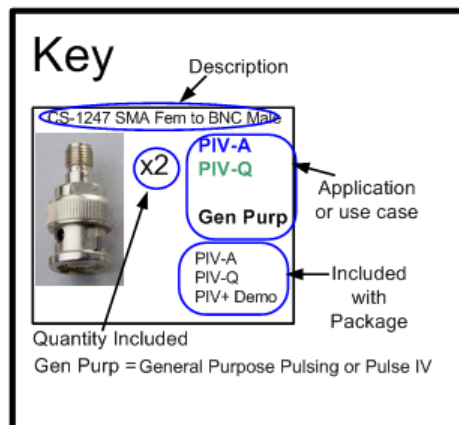 Key
Description
CS-1247 SMA Fem to BNC Male
x2
PIV-A
PIV-Q
Gen Purp
Application
or use case
PIV-A
PIV-Q
PIV+ Demo
Included
with
Package
Quantity Included
Gen Purp = General Purpose Pulsing or Pulse IV